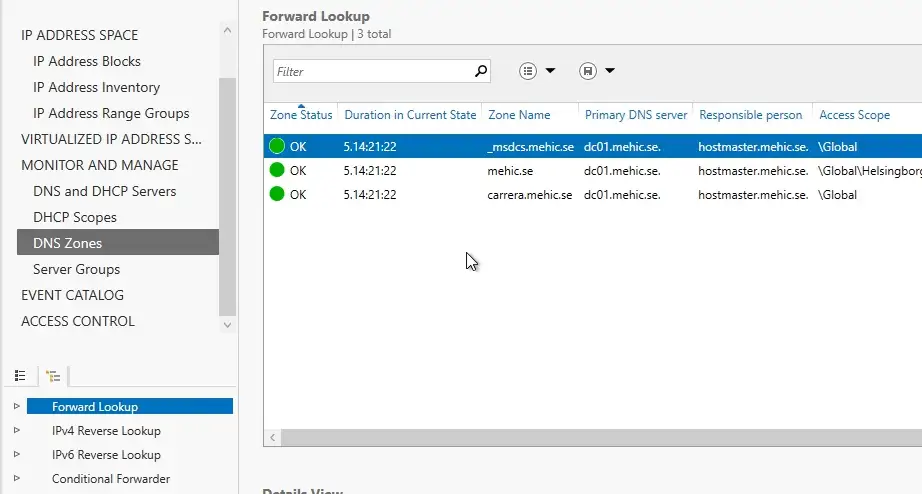 IP ADDRESS SPACE
IP Address Blocks
IP Address Inventory
IP Address Range Groups
VIRTUALIZED IP ADDRESS S...
MONITOR AND MANAGE
DNS and DHCP Servers
DHCP Scopes
DNS Zones
Server Groups
EVENT CATALOG
ACCESS CONTROL
Forward Lookup
IPv4 Reverse Lookup
IPv6 Reverse Lookup
Conditional Forwarder
Forward Lookup
Forward Lookup | 3 total
Filter
Zone Status Duration in Current State Zone Name Primary DNS server Responsible person Access Scope
OK 5.14:21:22 _msdcs.mehic.se dc01.mehic.se. hostmaster.mehic.se. \Global
OK 5.14:21:22 mehic.se dc01.mehic.se. hostmaster.mehic.se. \Global\Helsingborg
OK 5.14:21:22 carrera.mehic.se dc01.mehic.se. hostmaster.mehic.se. \Global
Details View